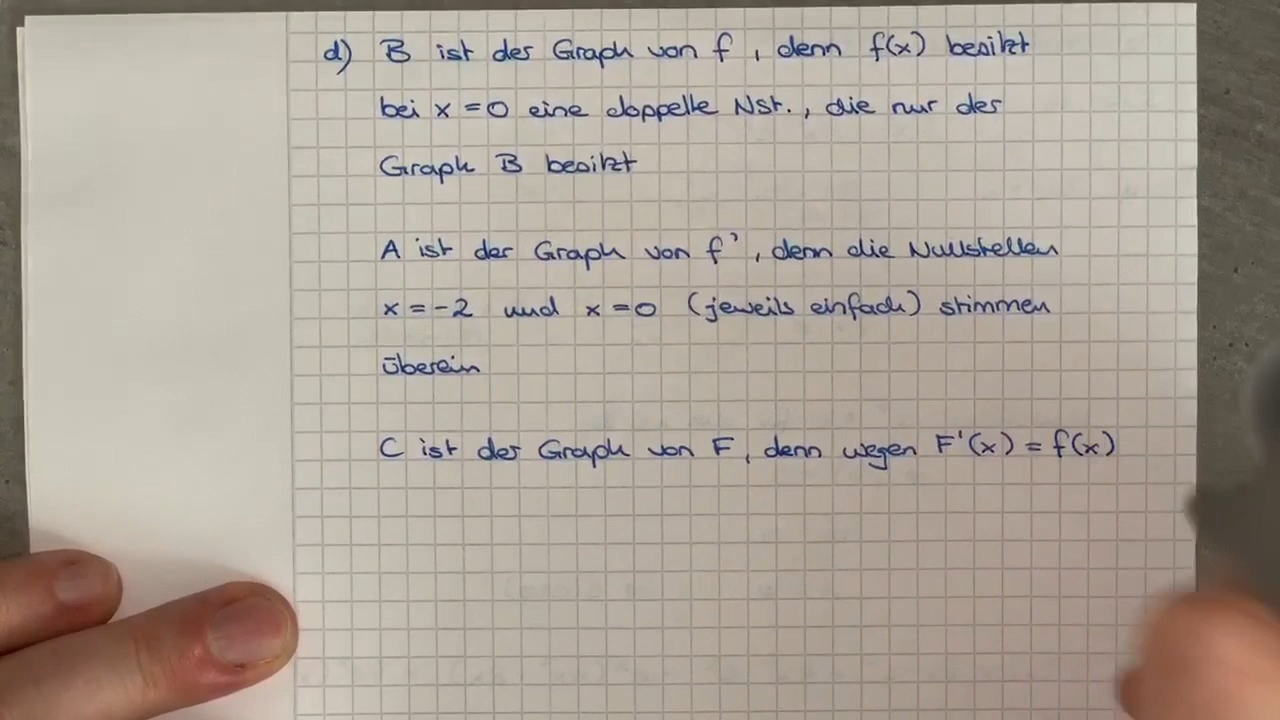 d) B ist der Graph von f, denn f(x) besitzt
bei x = 0 eine doppelte Nst., die nur der
Graph B besitzt
A ist der Graph von f', denn die Nullstellen
x = -2 und x = 0 (jeweils einfach) stimmen
überein
C ist der Graph von F, denn wegen F'(x) = f(x)